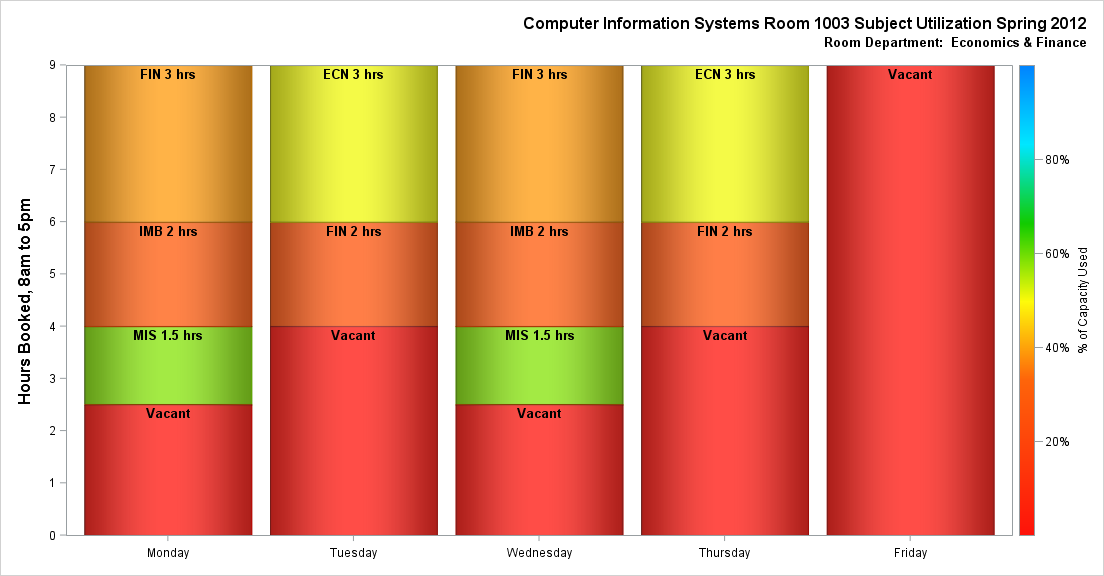 Computer Information Systems Room 1003 Subject Utilization Spring 2012
Room Department:  Economics & Finance
Hours Booked, 8am to 5pm
9
8
7
6
5
4
3
2
1
0
FIN 3 hrs
IMB 2 hrs
MIS 1.5 hrs
Vacant
ECN 3 hrs
FIN 2 hrs
Vacant
FIN 3 hrs
IMB 2 hrs
MIS 1.5 hrs
Vacant
ECN 3 hrs
FIN 2 hrs
Vacant
Vacant
Monday
Tuesday
Wednesday
Thursday
Friday
80%
60%
40%
20%
% of Capacity Used